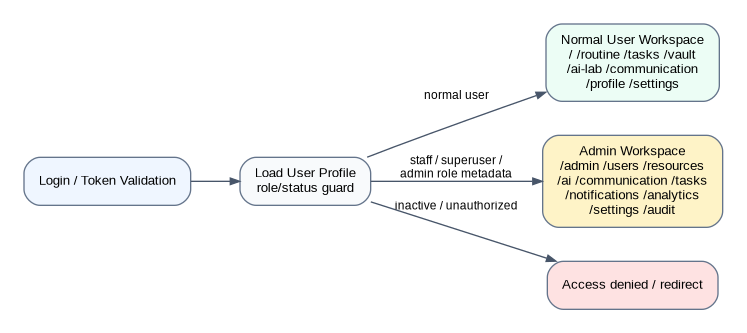 Normal User Workspace
/ /routine /tasks /vault
/ai-lab /communication
/profile /settings
normal user
Login / Token Validation
Load User Profile
role/status guard
staff / superuser /
admin role metadata
Admin Workspace
/admin /users /resources
/ai /communication /tasks
/notifications /analytics
/settings /audit
inactive / unauthorized
Access denied / redirect